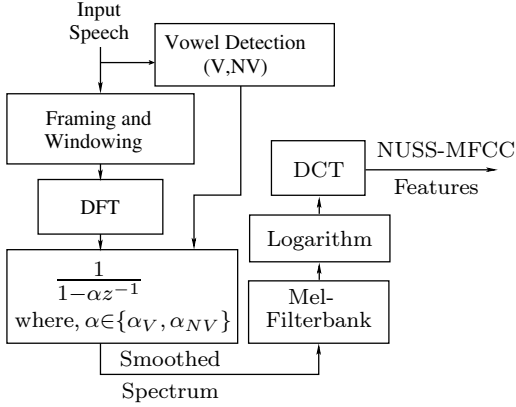 Input
Speech
Vowel Detection
(V,NV)
Framing and
Windowing
DFT
1
1−αz⁻¹
where, α∈{α_V, α_NV}
Smoothed
Spectrum
Mel-
Filterbank
Logarithm
DCT
NUSS-MFCC
Features